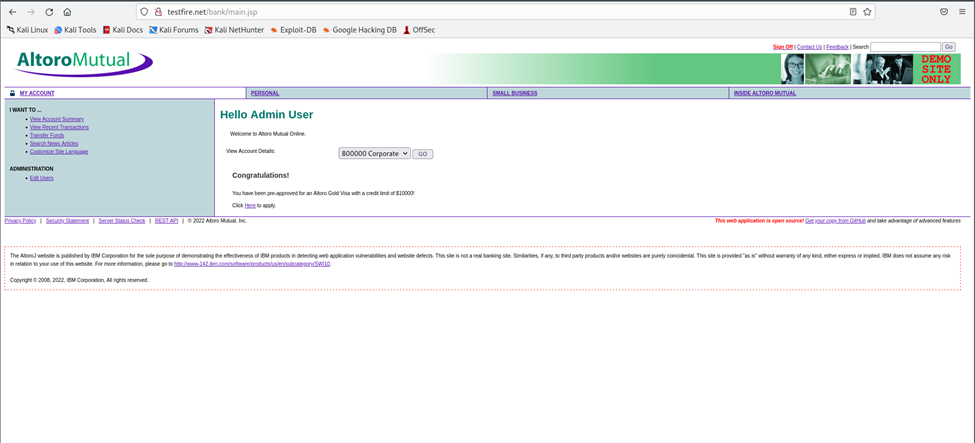 testfire.net/bank/main.jsp
Kali Linux Kali Tools Kali Docs Kali Forums Kali NetHunter Exploit-DB Google Hacking DB OffSec
Sign Off | Contact Us | Feedback | Search Go
AltoroMutual
DEMO
SITE
ONLY
MY ACCOUNT PERSONAL SMALL BUSINESS INSIDE ALTORO MUTUAL
I WANT TO ...
View Account Summary
View Recent Transactions
Transfer Funds
Search News Articles
Customize Site Language
ADMINISTRATION
Edit Users
Hello Admin User
Welcome to Altoro Mutual Online.
View Account Details: 800000 Corporate GO
Congratulations!
You have been pre-approved for an Altoro Gold Visa with a credit limit of $10000!
Click Here to apply.
Privacy Policy | Security Statement | Server Status Check | REST API | © 2022 Altoro Mutual, Inc. This web application is open source! Get your copy from GitHub and take advantage of advanced features
The AltoroJ website is published by IBM Corporation for the sole purpose of demonstrating the effectiveness of IBM products in detecting web application vulnerabilities and website defects. This site is not a real banking site. Similarities, if any, to third party products and/or websites are purely coincidental. This site is provided "as is" without warranty of any kind, either express or implied. IBM does not assume any risk
in relation to your use of this website. For more information, please go to http://www-142.ibm.com/software/products/us/en/subcategory/SWI10.
Copyright © 2008, 2022, IBM Corporation, All rights reserved.